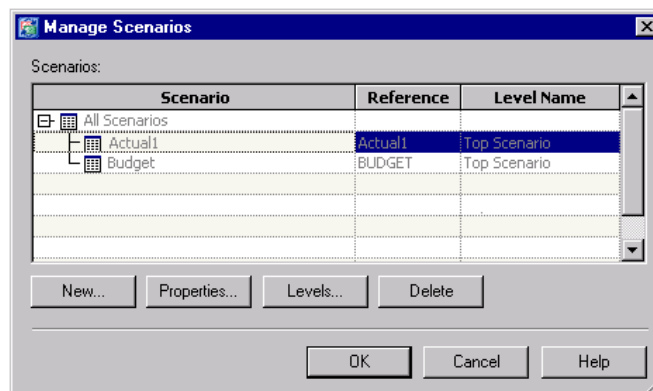 Manage Scenarios
Scenarios:
Scenario Reference Level Name
All Scenarios
Actual1 Actual1 Top Scenario
Budget BUDGET Top Scenario
New... Properties... Levels... Delete
OK Cancel Help